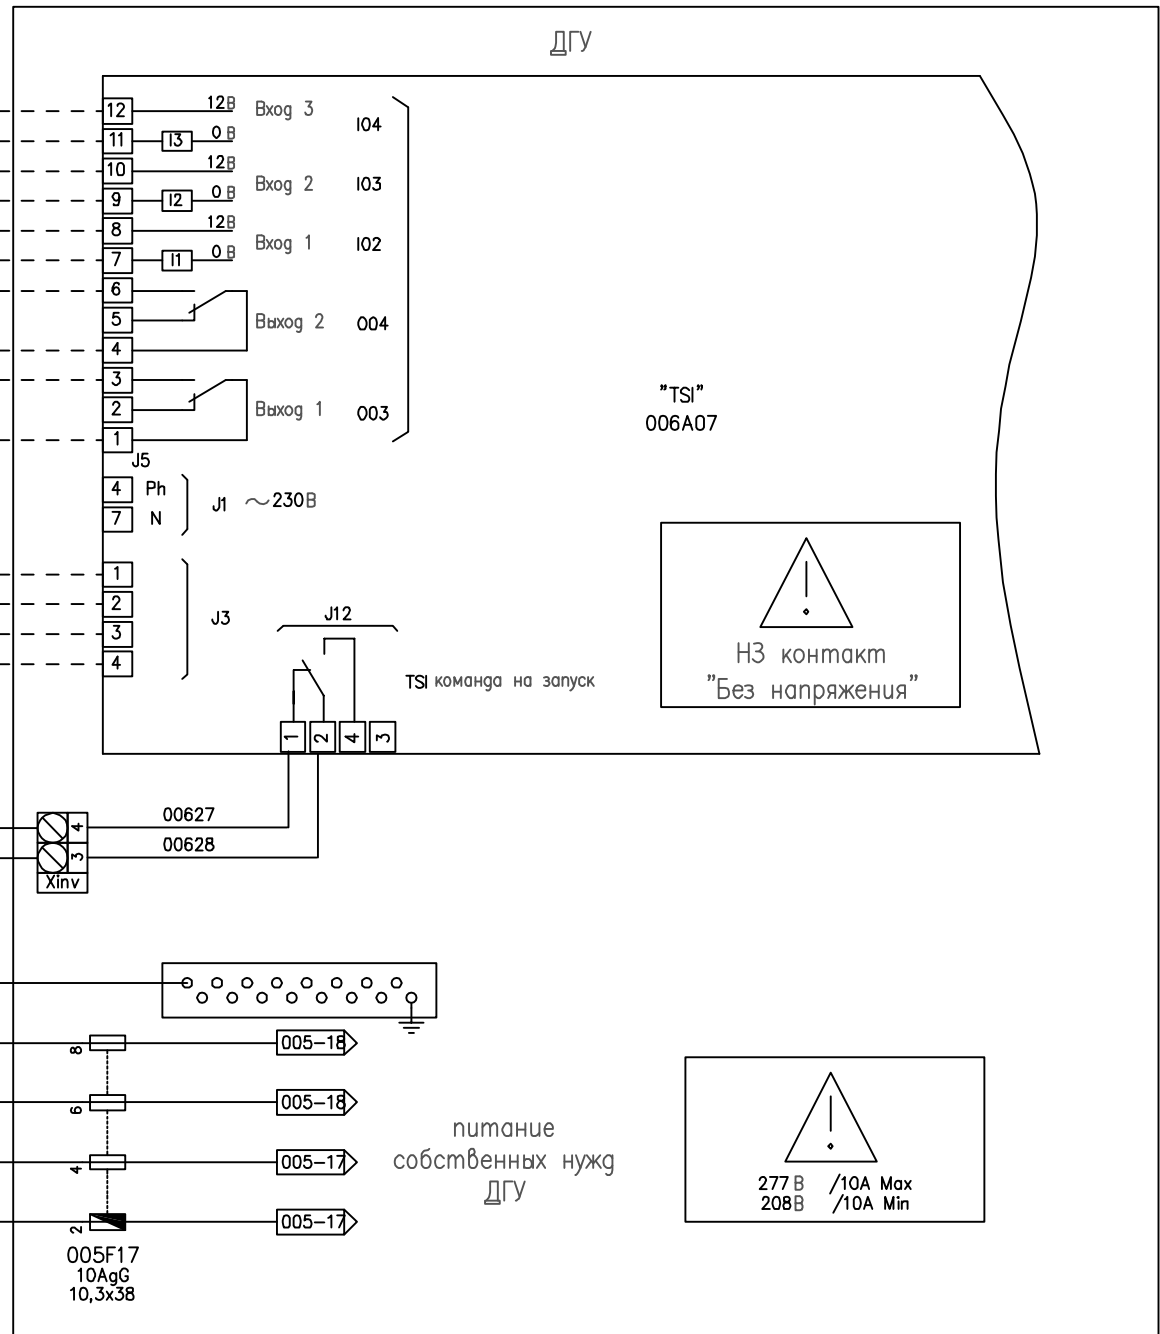 ДГУ
12 12В Вход 3
11 I3 0 В I04
10 12В
9 I2 0 В Вход 2 I03
8 12В
7 I1 0 В Вход 1 I02
6
5 Выход 2 004
4
3
2 Выход 1 003
1
J5
"TSI"
006A07
4 Ph
7 N
J1 ~230В
1
2
3
4
J3
J12
TSI команда на запуск
1 2 4 3
НЗ контакт
"Без напряжения"
4 00627
3 00628
Xinv
8 005-18
6 005-18
4 005-17
2 005-17
питание
собственных нужд
ДГУ
277 В /10A Max
208В /10A Min
005F17
10AgG
10,3x38